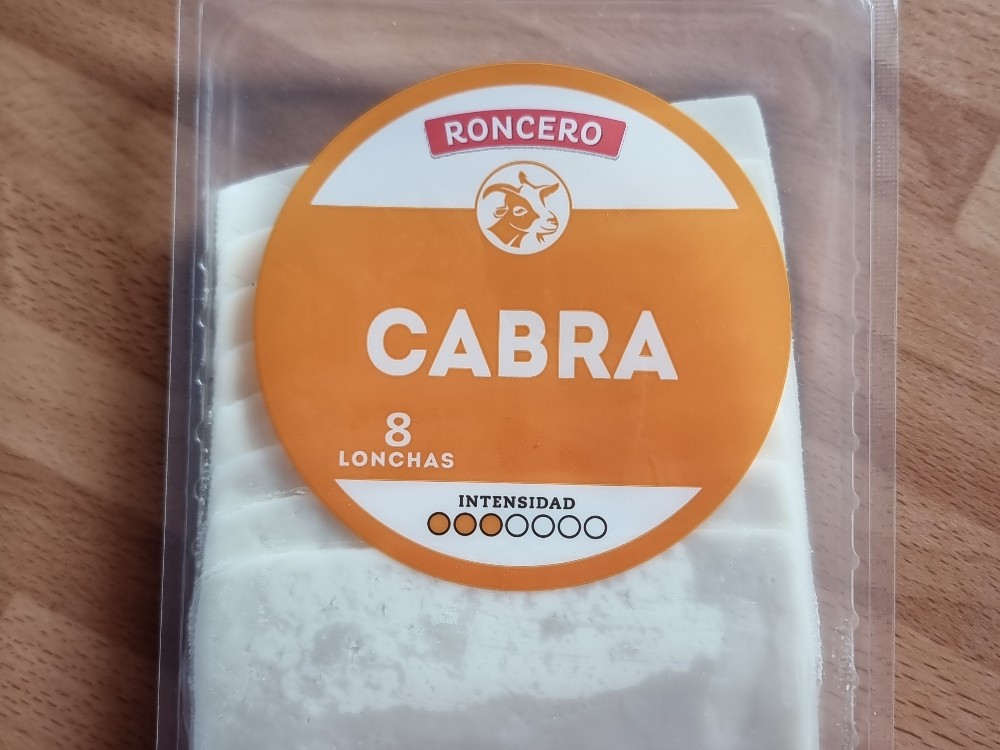 RONCERO
CABRA
8
LONCHAS
INTENSIDAD